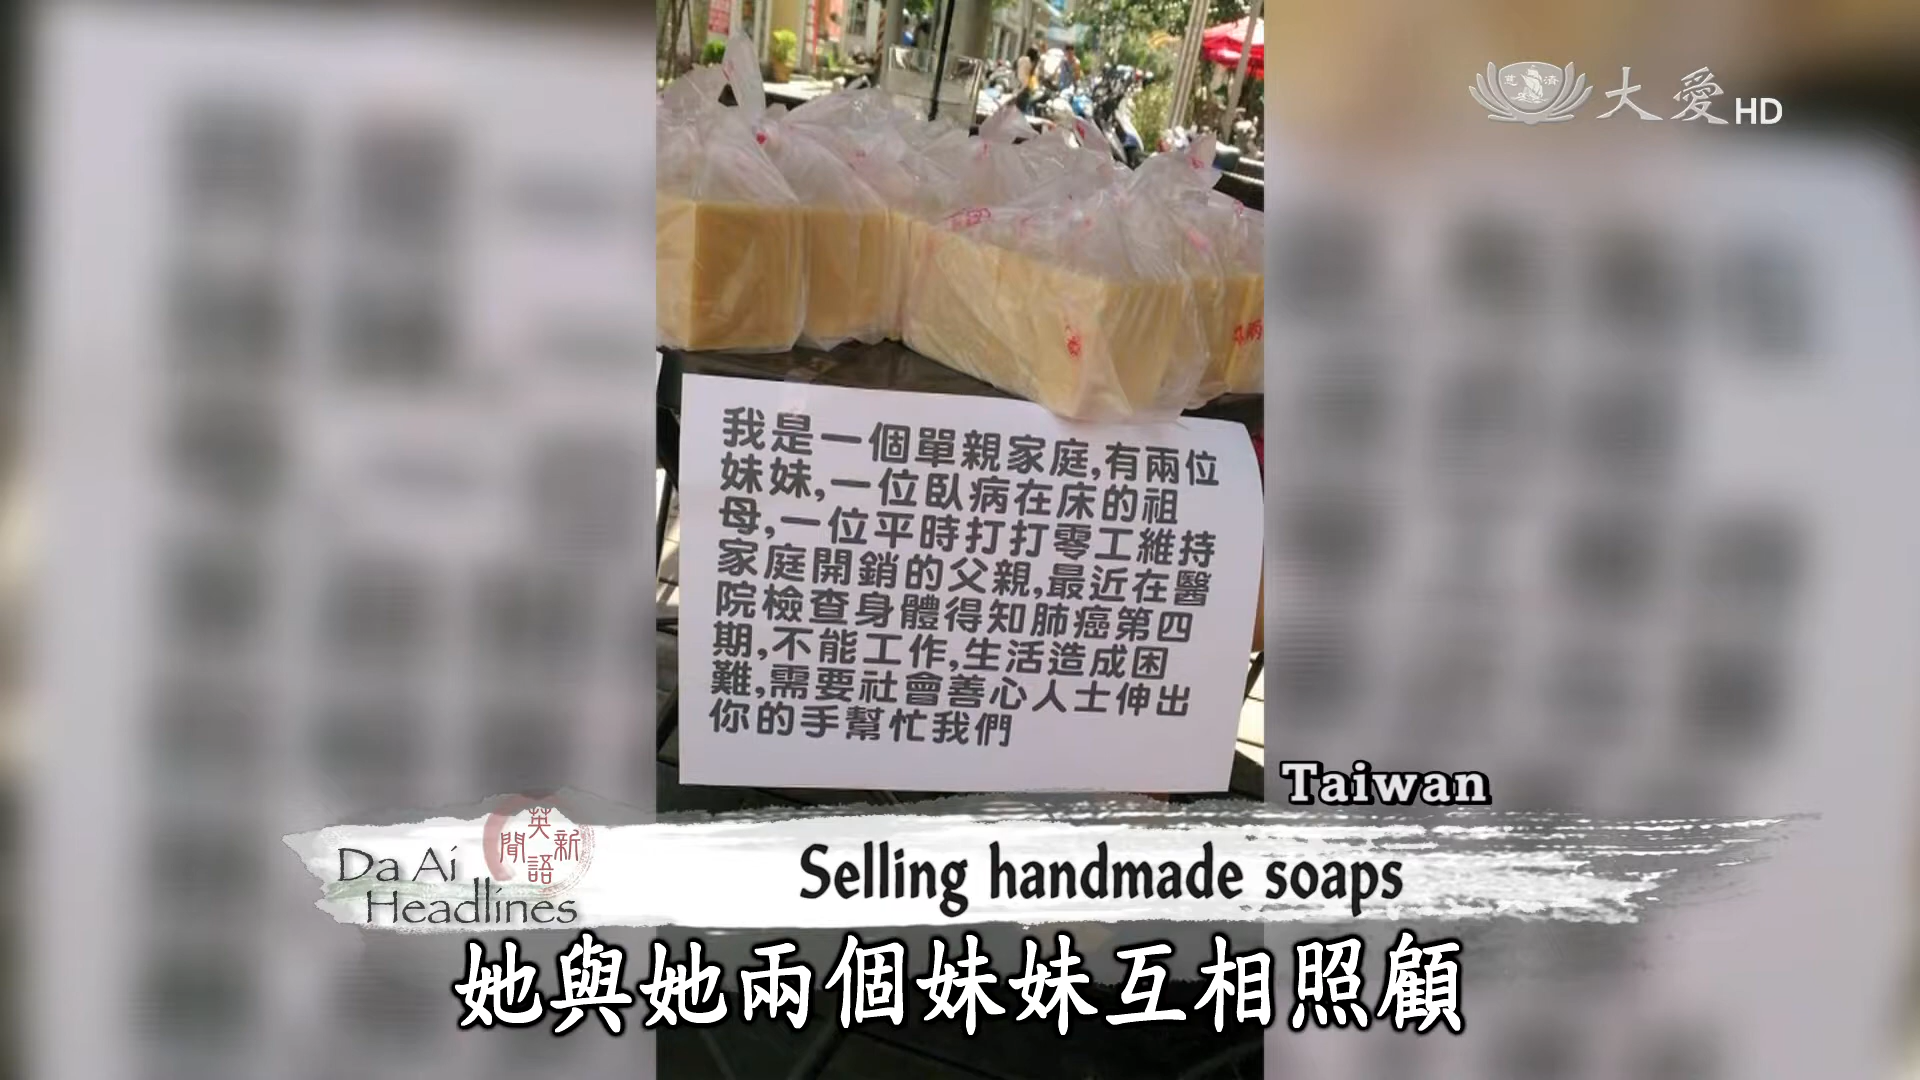 慈濟
大愛HD
我是一個單親家庭,有兩位
妹妹,一位臥病在床的祖
母,一位平時打打零工維持
家庭開銷的父親,最近在醫
院檢查身體得知肺癌第四
期,不能工作,生活造成困
難,需要社會善心人士伸出
你的手幫忙我們
Taiwan
英語新聞
Da Ai
Headlines
Selling handmade soaps
她與她兩個妹妹互相照顧